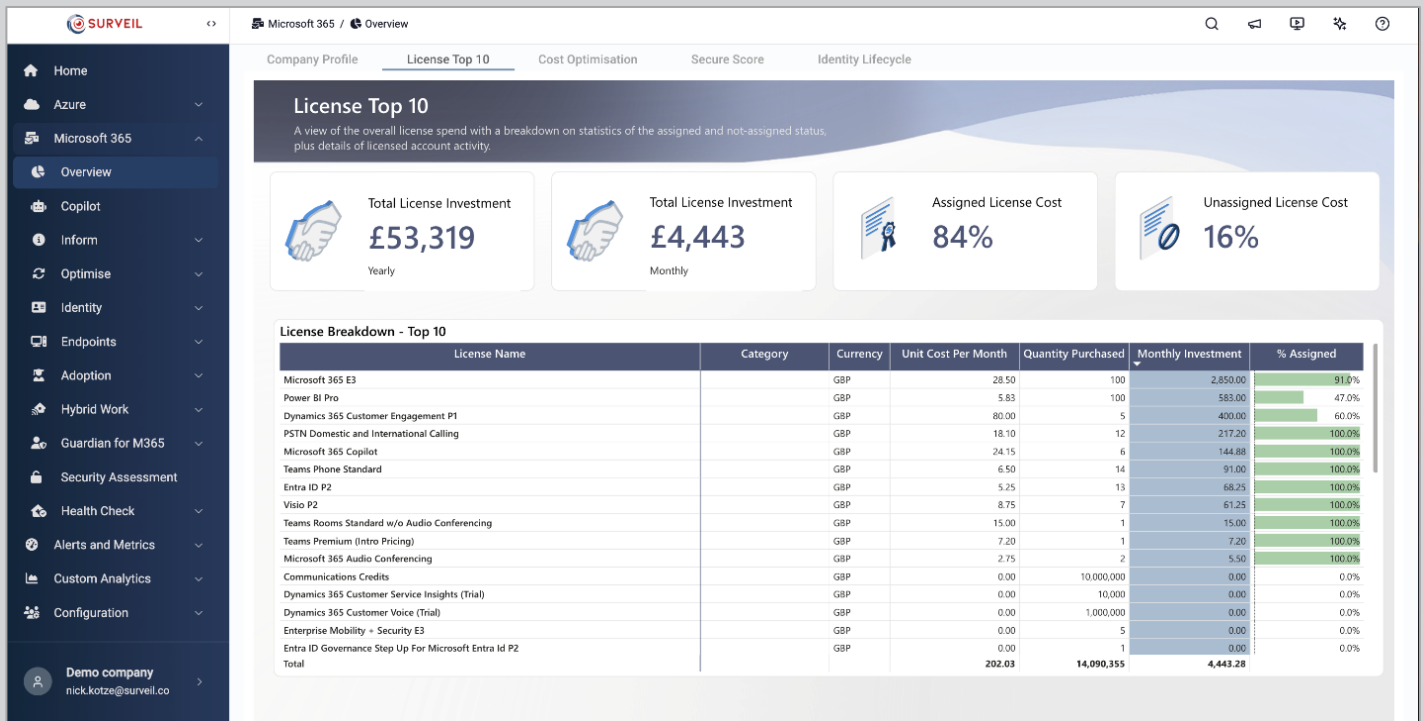 SURVEIL
Microsoft 365 / Overview
Home
Azure
Microsoft 365
Overview
Copilot
Inform
Optimise
Identity
Endpoints
Adoption
Hybrid Work
Guardian for M365
Security Assessment
Health Check
Alerts and Metrics
Custom Analytics
Configuration
Demo company
nick.kotze@surveil.co
Company Profile License Top 10 Cost Optimisation Secure Score Identity Lifecycle
License Top 10
A view of the overall license spend with a breakdown on statistics of the assigned and not-assigned status,
plus details of licensed account activity.
Total License Investment
£53,319
Yearly
Total License Investment
£4,443
Monthly
Assigned License Cost
84%
Unassigned License Cost
16%
License Breakdown - Top 10
License Name Category Currency Unit Cost Per Month Quantity Purchased Monthly Investment % Assigned
Microsoft 365 E3 GBP 28.50 100 2,850.00 91.0%
Power BI Pro GBP 5.83 100 583.00 47.0%
Dynamics 365 Customer Engagement P1 GBP 80.00 5 400.00 60.0%
PSTN Domestic and International Calling GBP 18.10 12 217.20 100.0%
Microsoft 365 Copilot GBP 24.15 6 144.88 100.0%
Teams Phone Standard GBP 6.50 14 91.00 100.0%
Entra ID P2 GBP 5.25 13 68.25 100.0%
Visio P2 GBP 8.75 7 61.25 100.0%
Teams Rooms Standard w/o Audio Conferencing GBP 15.00 1 15.00 100.0%
Teams Premium (Intro Pricing) GBP 7.20 1 7.20 100.0%
Microsoft 365 Audio Conferencing GBP 2.75 2 5.50 100.0%
Communications Credits GBP 0.00 10,000,000 0.00 0.0%
Dynamics 365 Customer Service Insights (Trial) GBP 0.00 10,000 0.00 0.0%
Dynamics 365 Customer Voice (Trial) GBP 0.00 1,000,000 0.00 0.0%
Enterprise Mobility + Security E3 GBP 0.00 5 0.00 0.0%
Entra ID Governance Step Up For Microsoft Entra Id P2 GBP 0.00 1 0.00 0.0%
Total 202.03 14,090,355 4,443.28